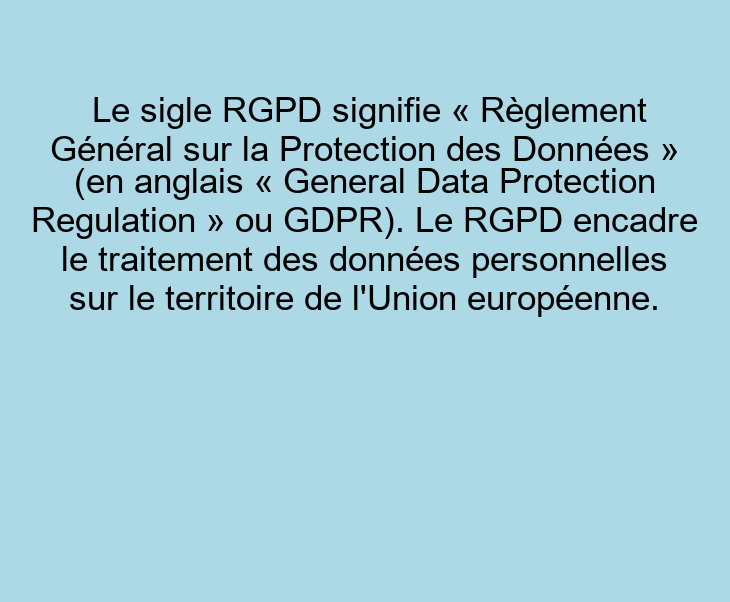 Le sigle RGPD signifie « Règlement
Général sur la Protection des Données »
(en anglais « General Data Protection
Regulation » ou GDPR). Le RGPD encadre
le traitement des données personnelles
sur le territoire de l'Union européenne.